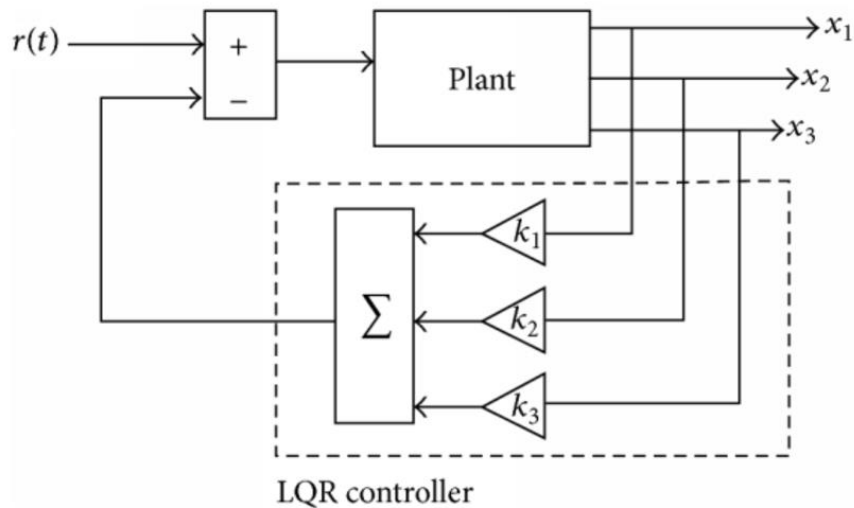 r(t)
+
−
Plant
x₁
x₂
x₃
k₁
k₂
k₃
∑
LQR controller